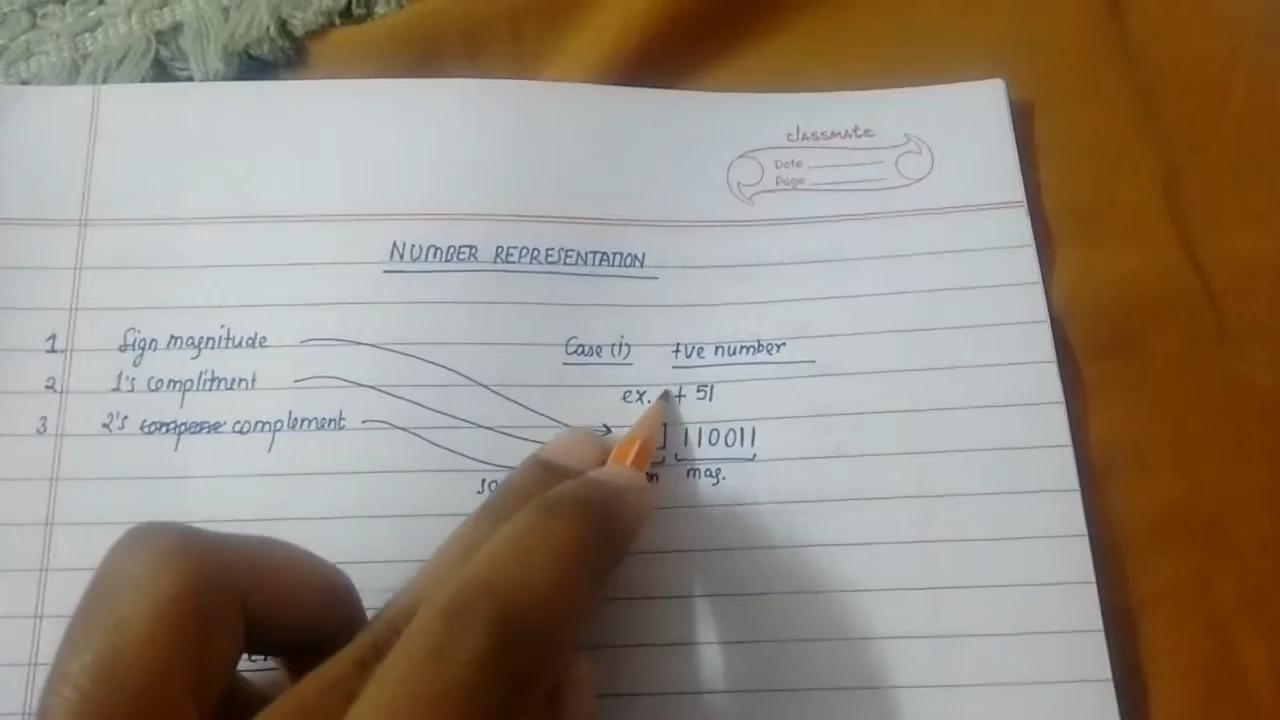 classmate
Date
Page
NUMBER REPRESENTATION
1. Sign magnitude
2. 1's complitment
3 2's compose complement
Case (i) +ve number
ex. + 51
] 110011
mag.